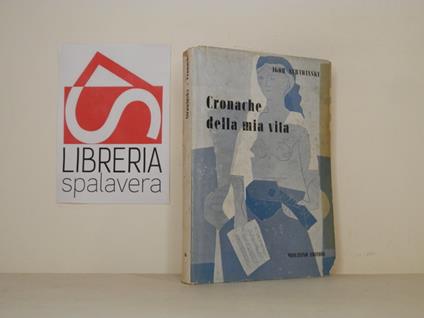 LIBRERIA
spalavera
IGOR STRAWINSKY
Cronache
della mia vita